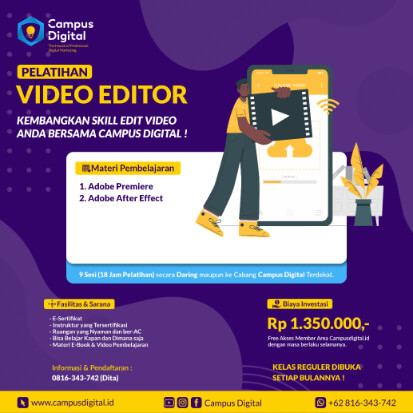 Campus
Digital
PELATIHAN
VIDEO EDITOR
KEMBANGKAN SKILL EDIT VIDEO
ANDA BERSAMA CAMPUS DIGITAL !
Materi Pembelajaran
1. Adobe Premiere
2. Adobe After Effect
9 Sesi (18 Jam Pelatihan) secara Daring maupun ke Cabang Campus Digital Terdekat.
Fasilitas & Sarana
- E-Sertifikat
- Instruktur yang Tersertifikasi
- Ruangan yang Nyaman dan ber-AC
- Bisa Belajar Kapan dan Dimana saja
- Materi E-Book & Video Pembelajaran
Biaya Investasi
Rp 1.350.000,-
Free Akses Member Area Campusdigital.id
dengan masa berlaku selamanya.
Informasi & Pendaftaran :
0816-343-742 (Dita)
KELAS REGULER DIBUKA
SETIAP BULANNYA !
www.campusdigital.id
Campus Digital
+62 816-343-742